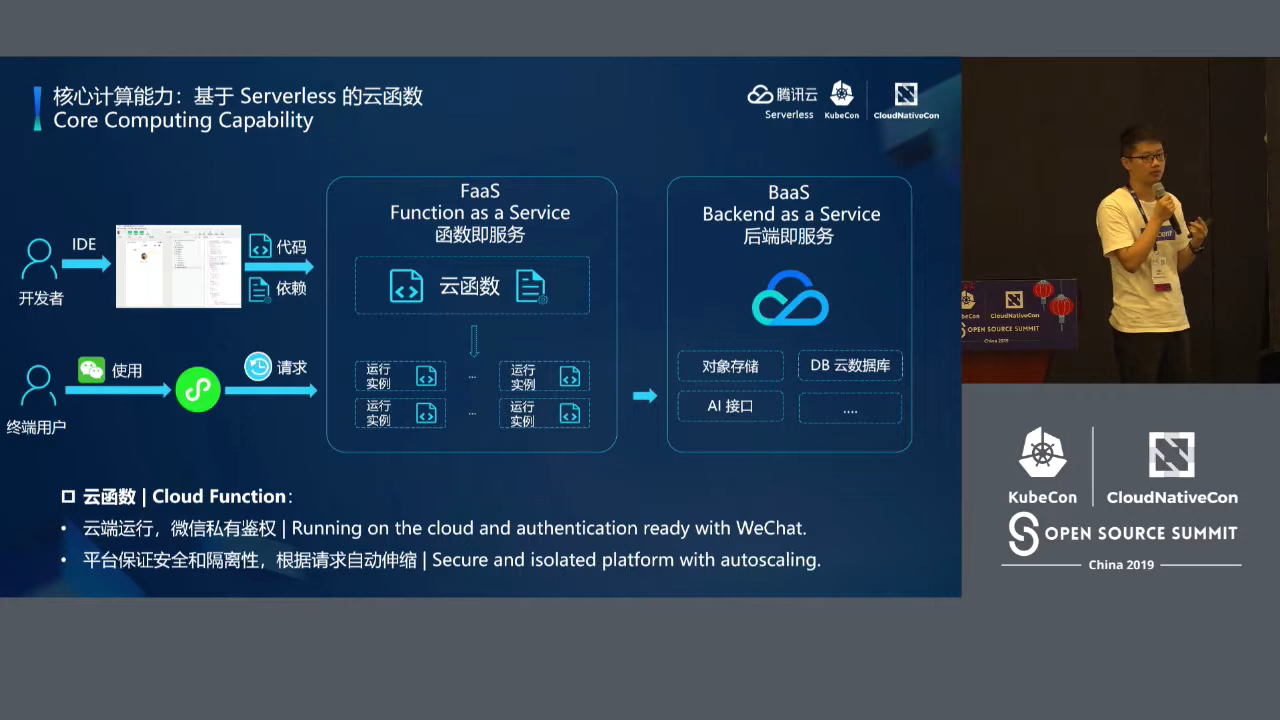 核心计算能力：基于 Serverless 的云函数
Core Computing Capability
腾讯云
Serverless
KubeCon
CloudNativeCon
IDE
开发者
代码
依赖
使用
请求
终端用户
FaaS
Function as a Service
函数即服务
云函数
运行
实例
...
运行
实例
运行
实例
...
运行
实例
BaaS
Backend as a Service
后端即服务
对象存储
DB 云数据库
AI 接口
....
云函数 | Cloud Function：
• 云端运行，微信私有鉴权 | Running on the cloud and authentication ready with WeChat.
• 平台保证安全和隔离性，根据请求自动伸缩 | Secure and isolated platform with autoscaling.
CloudNativeCon
OPEN SOURCE SUMMIT
China 2019
KubeCon
CloudNativeCon
OPEN SOURCE SUMMIT
China 2019